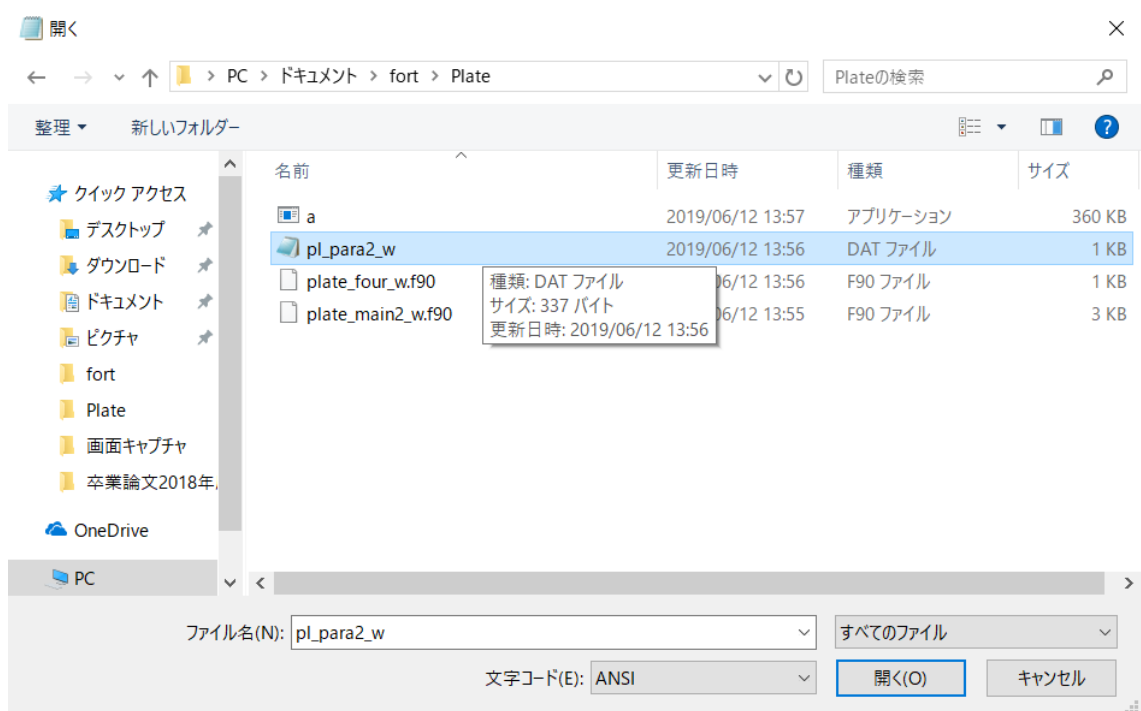 開く
PC > ドキュメント > fort > Plate
Plateの検索
整理
新しいフォルダー
名前 更新日時 種類 サイズ
クイック アクセス
デスクトップ
ダウンロード
ドキュメント
ピクチャ
fort
Plate
画面キャプチャ
卒業論文2018年
OneDrive
PC
a 2019/06/12 13:57 アプリケーション 360 KB
pl_para2_w 2019/06/12 13:56 DAT ファイル 1 KB
plate_four_w.f90 06/12 13:56 F90 ファイル 1 KB
plate_main2_w.f90 06/12 13:55 F90 ファイル 3 KB
種類: DAT ファイル
サイズ: 337 バイト
更新日時: 2019/06/12 13:56
ファイル名(N): pl_para2_w
すべてのファイル
文字コード(E): ANSI
開く(O)
キャンセル